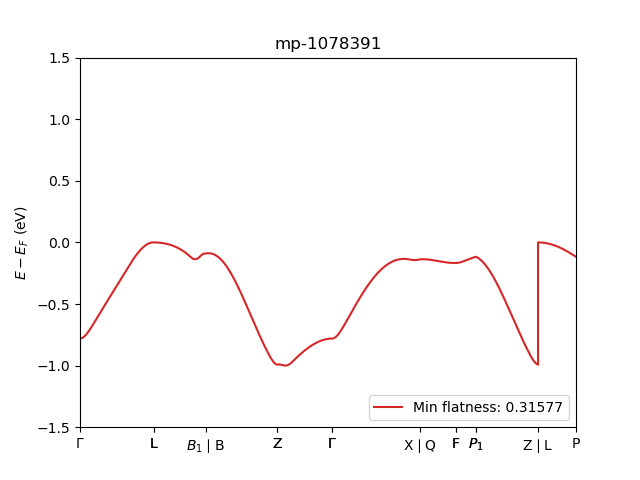 mp-1078391
E − E_F (eV)
1.5
1.0
0.5
0.0
−0.5
−1.0
−1.5
Min flatness: 0.31577
Γ L B₁ | B Z Γ X | Q F P₁ Z | L P